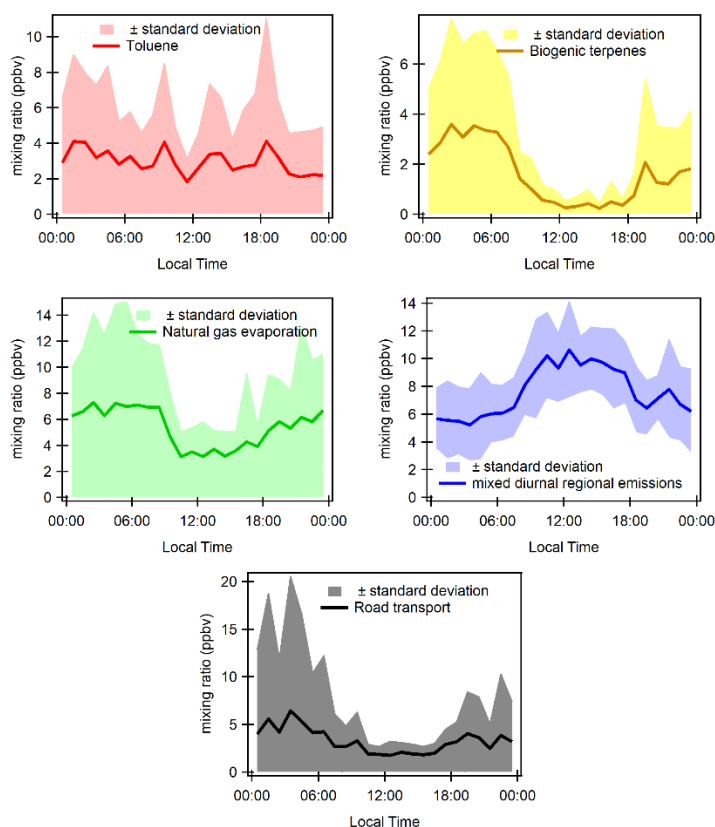 10
8
6
4
2
0
mixing ratio (ppbv)
± standard deviation
Toluene
00:00 06:00 12:00 18:00 00:00
Local Time
6
4
2
0
mixing ratio (ppbv)
± standard deviation
Biogenic terpenes
00:00 06:00 12:00 18:00 00:00
Local Time
14
12
10
8
6
4
2
0
mixing ratio (ppbv)
± standard deviation
Natural gas evaporation
00:00 06:00 12:00 18:00 00:00
Local Time
14
12
10
8
6
4
2
0
mixing ratio (ppbv)
± standard deviation
mixed diurnal regional emissions
00:00 06:00 12:00 18:00 00:00
Local Time
20
15
10
5
0
mixing ratio (ppbv)
± standard deviation
Road transport
00:00 06:00 12:00 18:00 00:00
Local Time